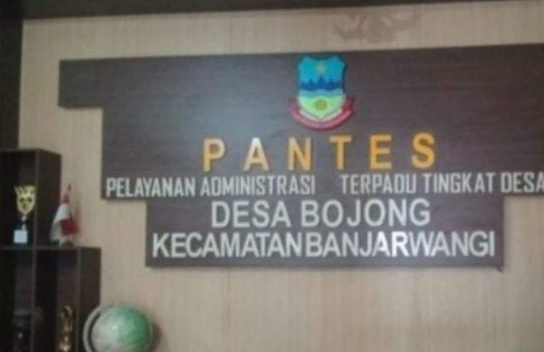 PANTES
PELAYANAN ADMINISTRASI TERPADU TINGKAT DESA
DESA BOJONG
KECAMATAN BANJARWANGI